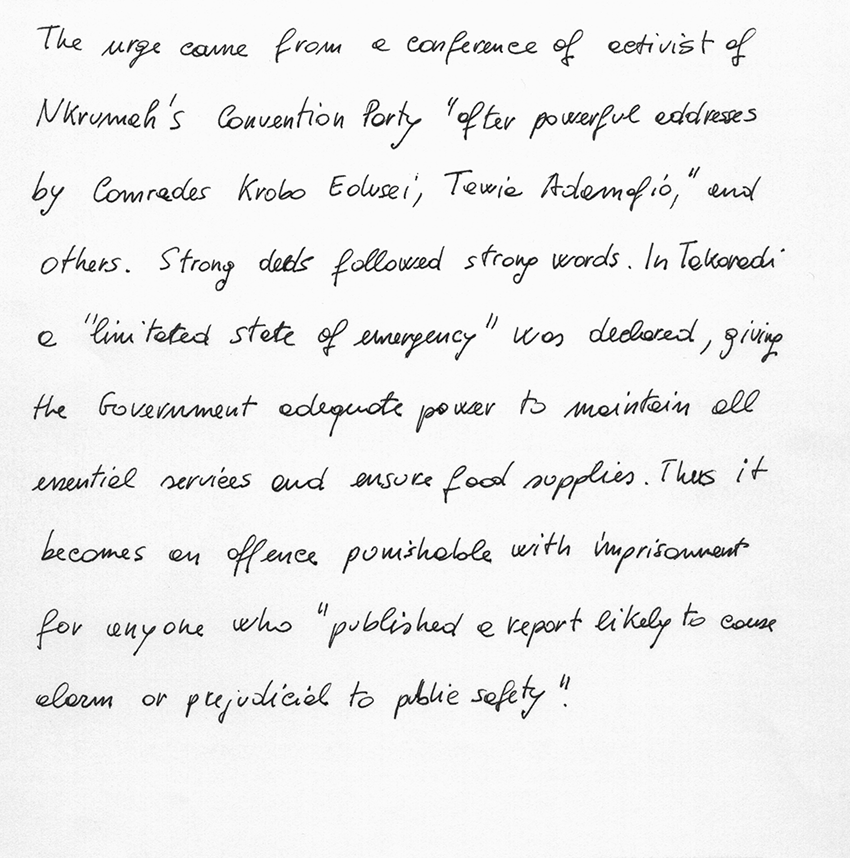 The urge came from a conference of activist of
Nkrumah's Convention Party "after powerful addresses
by Comrades Krobo Edusei, Tawia Adamafio," and
others. Strong deeds followed strong words. In Takoradi
a "limitated state of emergency" was declared, giving
the Government adequate power to maintain all
essential services and ensure food supplies. Thus it
becomes an offence punishable with imprisonment
for anyone who "published a report likely to cause
alarm or prejudicial to public safety".